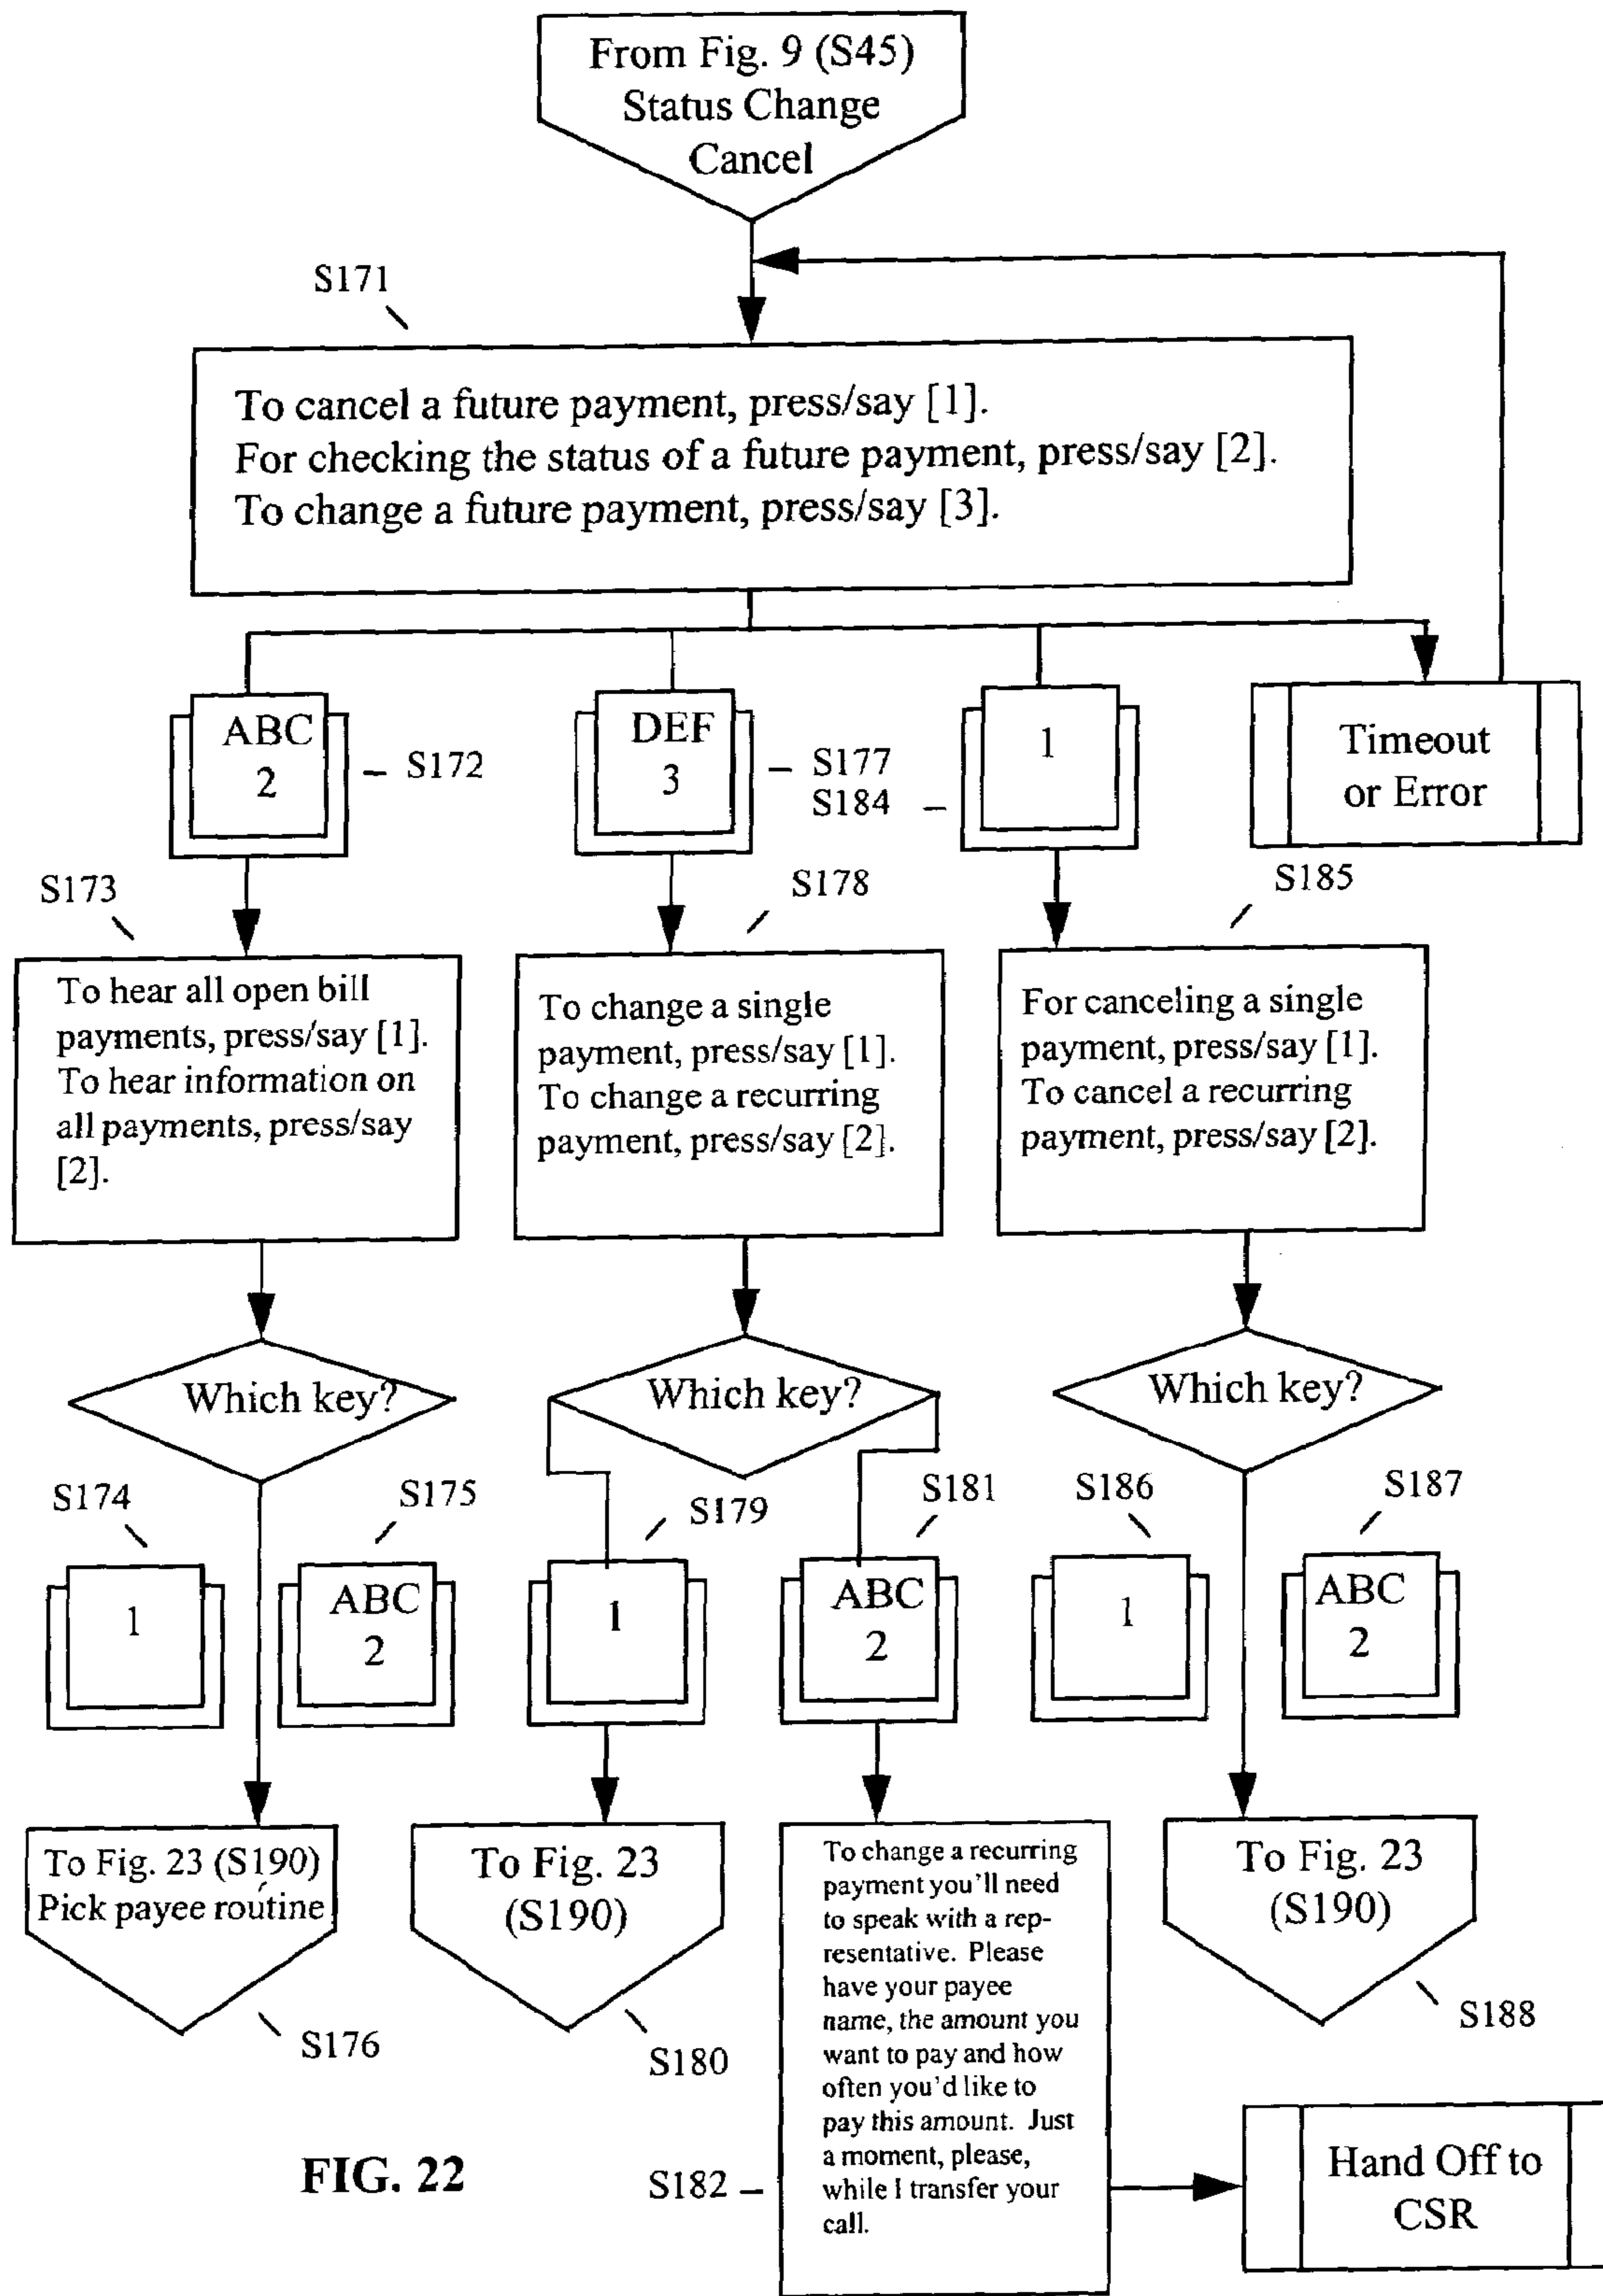 From Fig. 9 (S45)
Status Change
Cancel
S171
To cancel a future payment, press/say [1].
For checking the status of a future payment, press/say [2].
To change a future payment, press/say [3].
ABC
2
S172
DEF
3
S177
S184
1
Timeout
or Error
S173
To hear all open bill
payments, press/say [1].
To hear information on
all payments, press/say
[2].
S178
To change a single
payment, press/say [1].
To change a recurring
payment, press/say [2].
S185
For canceling a single
payment, press/say [1].
To cancel a recurring
payment, press/say [2].
Which key?
Which key?
Which key?
S174
1
S175
ABC
2
S179
1
S181
ABC
2
S186
1
S187
ABC
2
To Fig. 23 (S190)
Pick payee routine
S176
To Fig. 23
(S190)
S180
To change a recurring
payment you'll need
to speak with a rep-
resentative. Please
have your payee
name, the amount you
want to pay and how
often you'd like to
pay this amount. Just
a moment, please,
while I transfer your
call.
S182
To Fig. 23
(S190)
S188
Hand Off to
CSR
FIG. 22